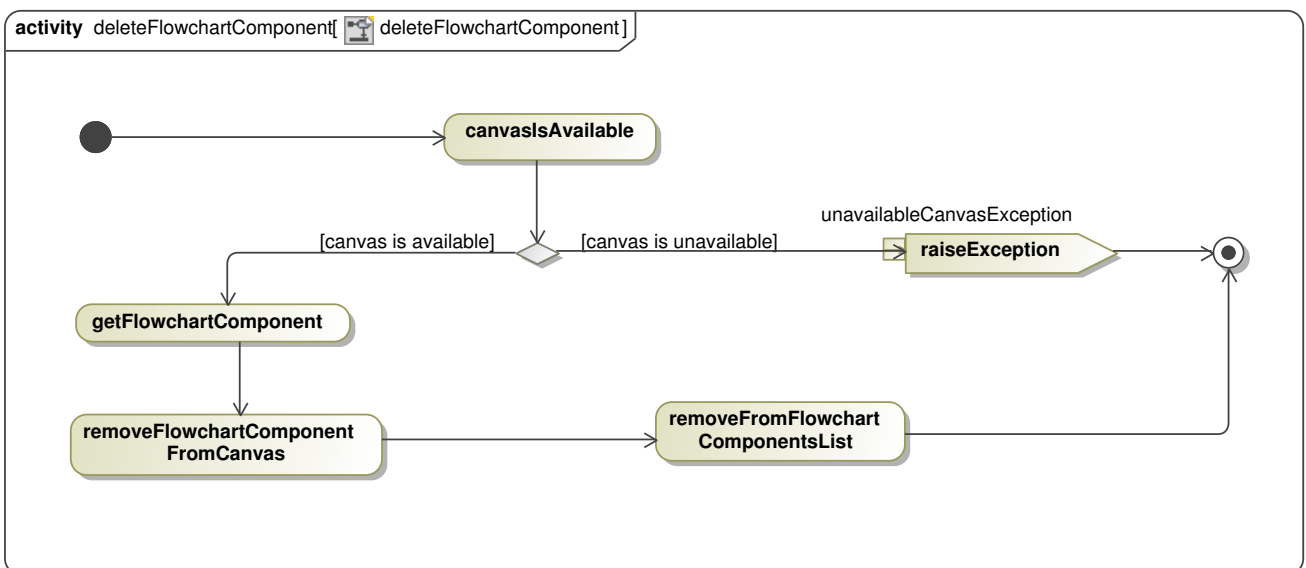 activity deleteFlowchartComponent[ deleteFlowchartComponent]
canvasIsAvailable
unavailableCanvasException
[canvas is available]
[canvas is unavailable]
raiseException
getFlowchartComponent
removeFlowchartComponent
FromCanvas
removeFromFlowchart
ComponentsList